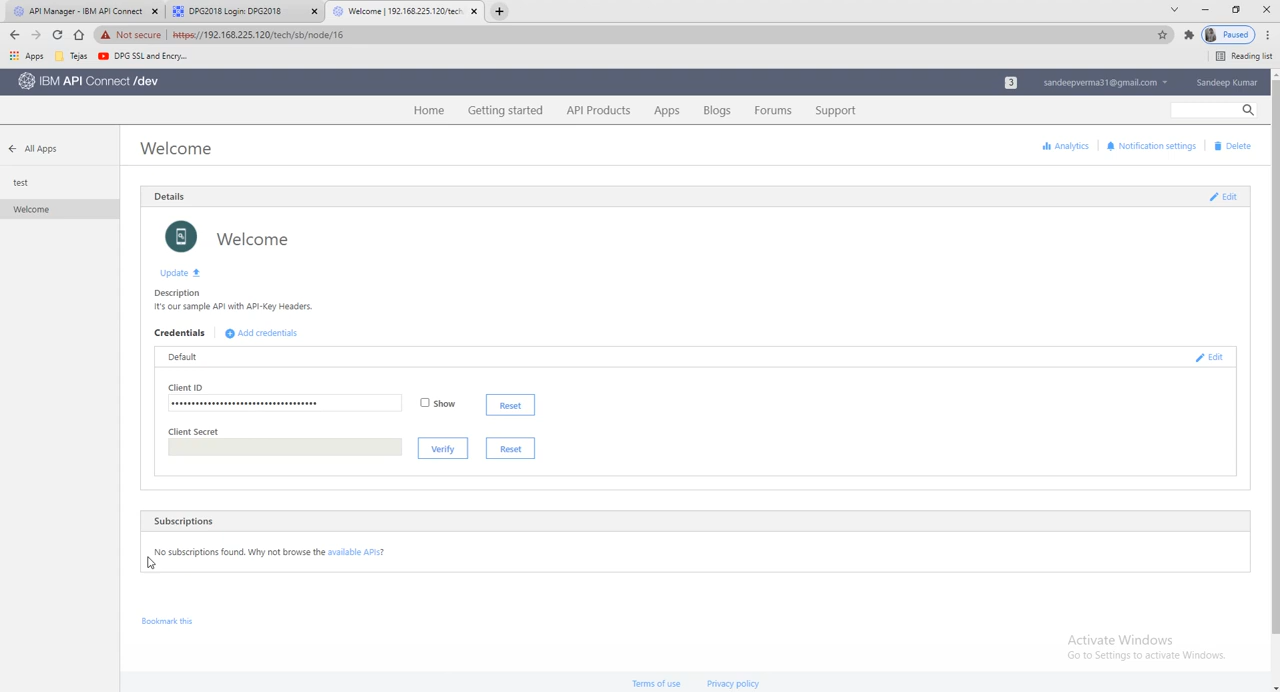 API Manager - IBM API Connect
DPG2018 Login: DPG2018
Welcome | 192.168.225.120/tech
Not secure https://192.168.225.120/tech/sb/node/16
Paused
Apps Tejas DPG SSL and Encry...
Reading list
IBM API Connect /dev
3 sandeepverma31@gmail.com Sandeep Kumar
Home Getting started API Products Apps Blogs Forums Support
All Apps
test
Welcome
Welcome
Analytics Notification settings Delete
Details Edit
Welcome
Update
Description
It's our sample API with API-Key Headers.
Credentials Add credentials
Default Edit
Client ID
•••••••••••••••••••••••••••••••••••• Show Reset
Client Secret
Verify Reset
Subscriptions
No subscriptions found. Why not browse the available APIs?
Bookmark this
Activate Windows
Go to Settings to activate Windows.
Terms of use Privacy policy